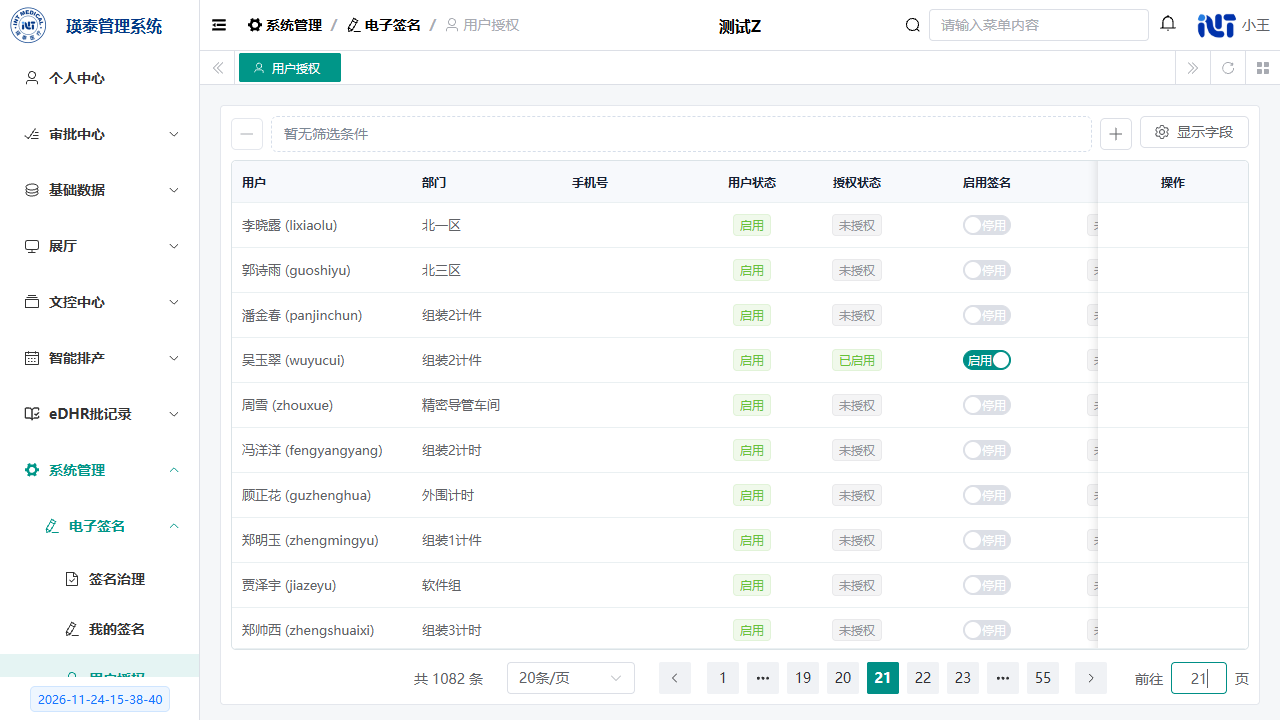 瑛泰管理系统
系统管理 / 电子签名 / 用户授权
测试Z
请输入菜单内容
小王
用户授权
个人中心
审批中心
基础数据
展厅
文控中心
智能排产
eDHR批记录
系统管理
电子签名
签名治理
我的签名
用户授权
2026-11-24-15-38-40
暂无筛选条件
显示字段
用户 部门 手机号 用户状态 授权状态 启用签名 操作
李晓露 (lixiaolu) 北一区 启用 未授权 停用
郭诗雨 (guoshiyu) 北三区 启用 未授权 停用
潘金春 (panjinchun) 组装2计件 启用 未授权 停用
吴玉翠 (wuyucui) 组装2计件 启用 已启用 启用
周雪 (zhouxue) 精密导管车间 启用 未授权 停用
冯洋洋 (fengyangyang) 组装2计时 启用 未授权 停用
顾正花 (guzhenghua) 外围计时 启用 未授权 停用
郑明玉 (zhengmingyu) 组装1计件 启用 未授权 停用
贾泽宇 (jiazeyu) 软件组 启用 未授权 停用
郑帅西 (zhengshuaixi) 组装3计时 启用 未授权 停用
共 1082 条 20条/页 1 ••• 19 20 21 22 23 ••• 55 前往 21 页